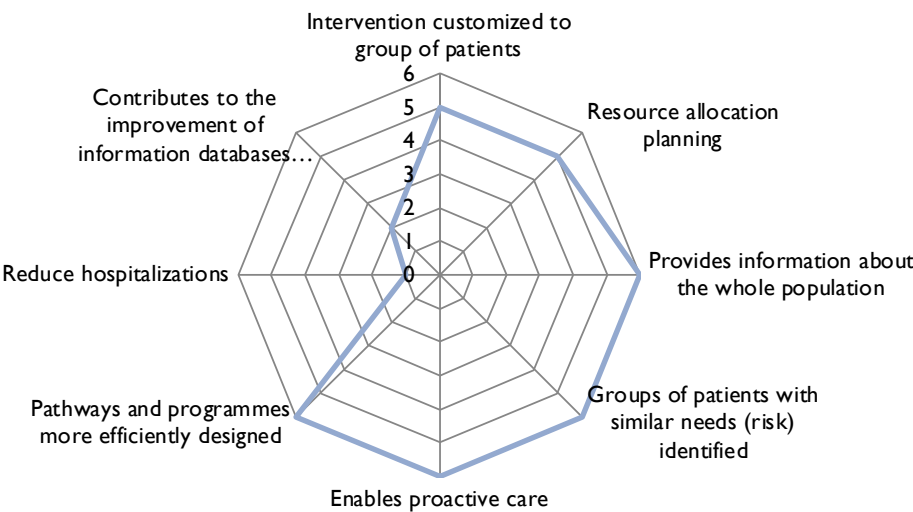 Intervention customized to
group of patients
Resource allocation
planning
Provides information about
the whole population
Groups of patients with
similar needs (risk)
identified
Enables proactive care
Pathways and programmes
more efficiently designed
Reduce hospitalizations
Contributes to the
improvement of
information databases…
6
5
4
3
2
1
0